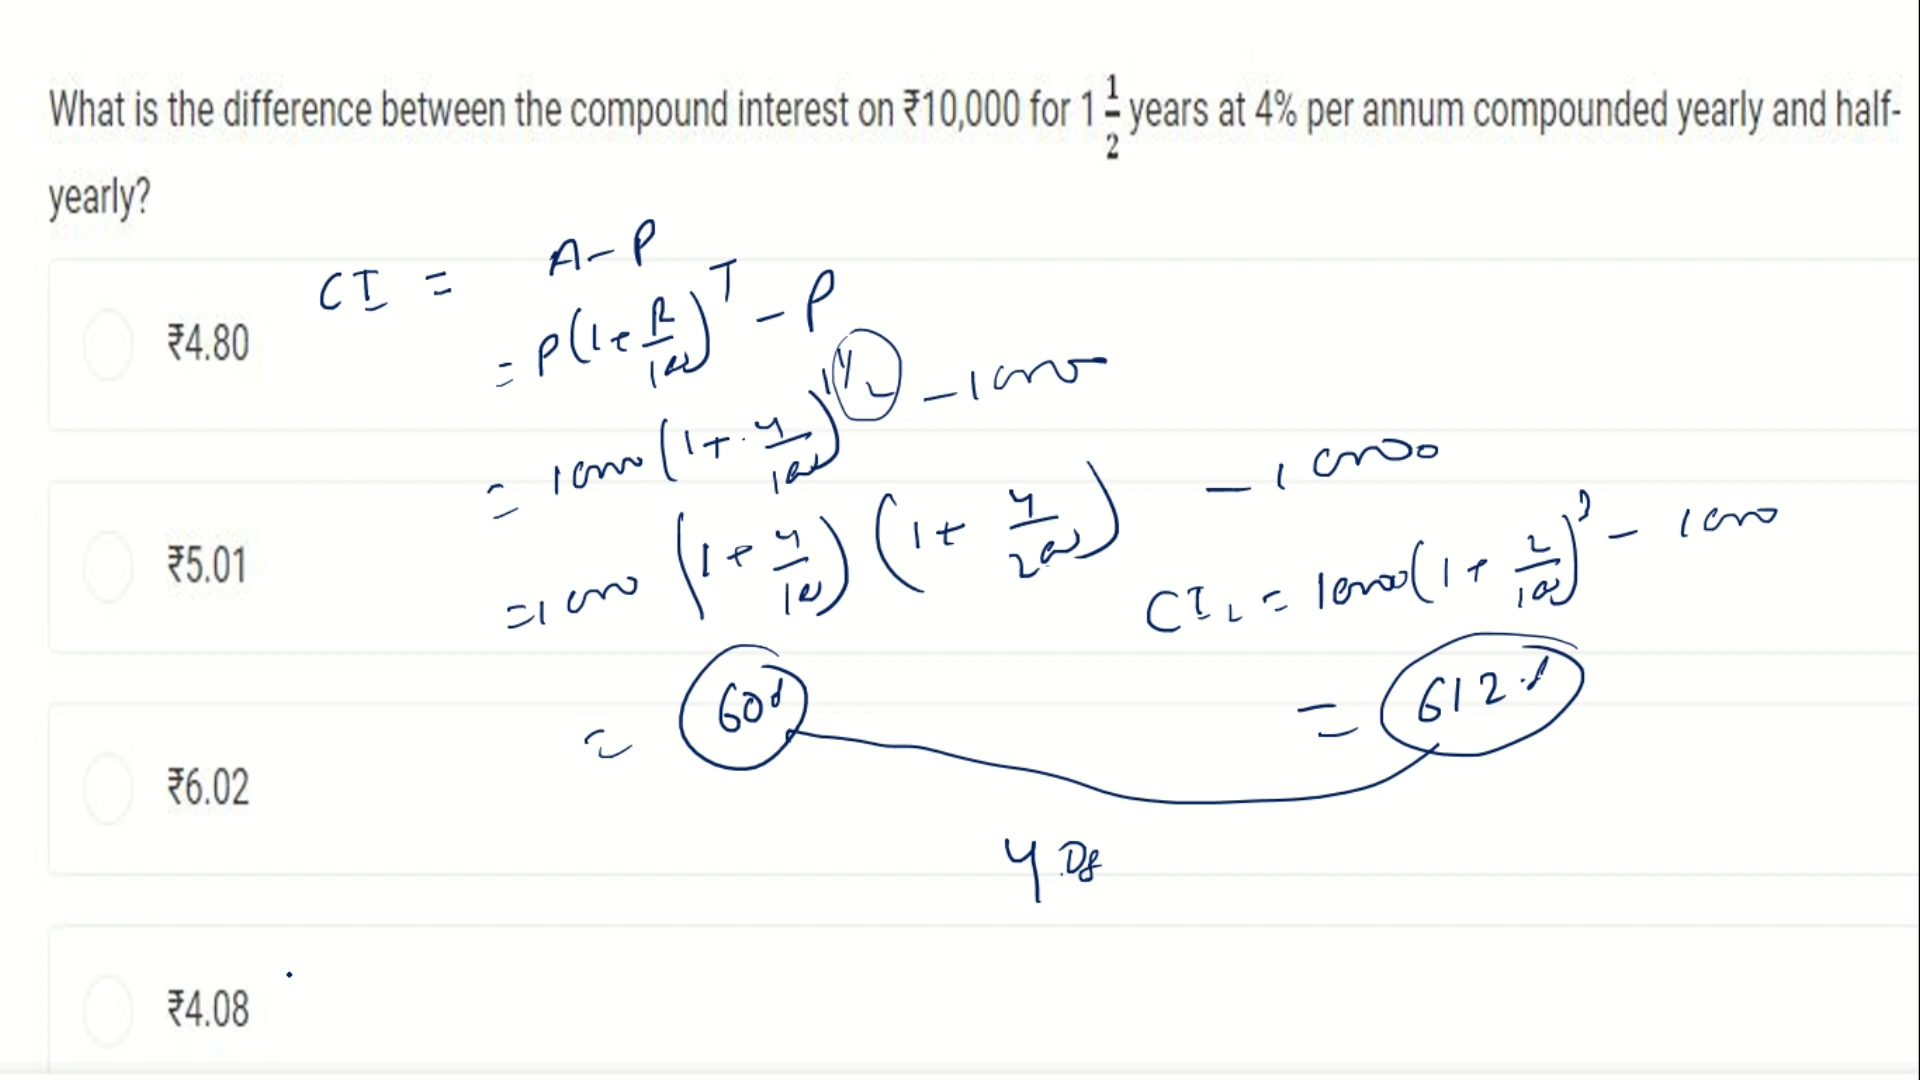 What is the difference between the compound interest on ₹10,000 for 1 1/2 years at 4% per annum compounded yearly and half-
yearly?
CI = A - P
= P(1 + R/100)^T - P
₹4.80
= 10000 (1 + 4/100)^1 1/2 - 10000
= 10000 (1 + 4/100) (1 + 4/200) - 10000
₹5.01
CI₂ = 10000 (1 + 2/100)^3 - 10000
= 608
= 612.1
₹6.02
4.08
₹4.08